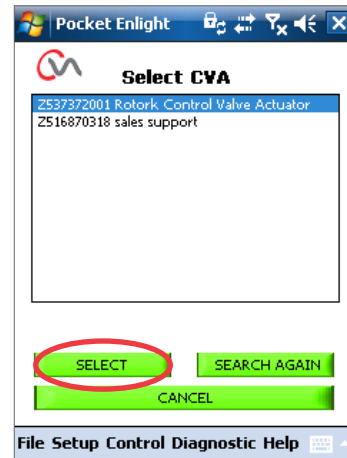 Pocket Enlight
Select CVA
Z537372001 Rotork Control Valve Actuator
Z516870318 sales support
SELECT
SEARCH AGAIN
CANCEL
File Setup Control Diagnostic Help